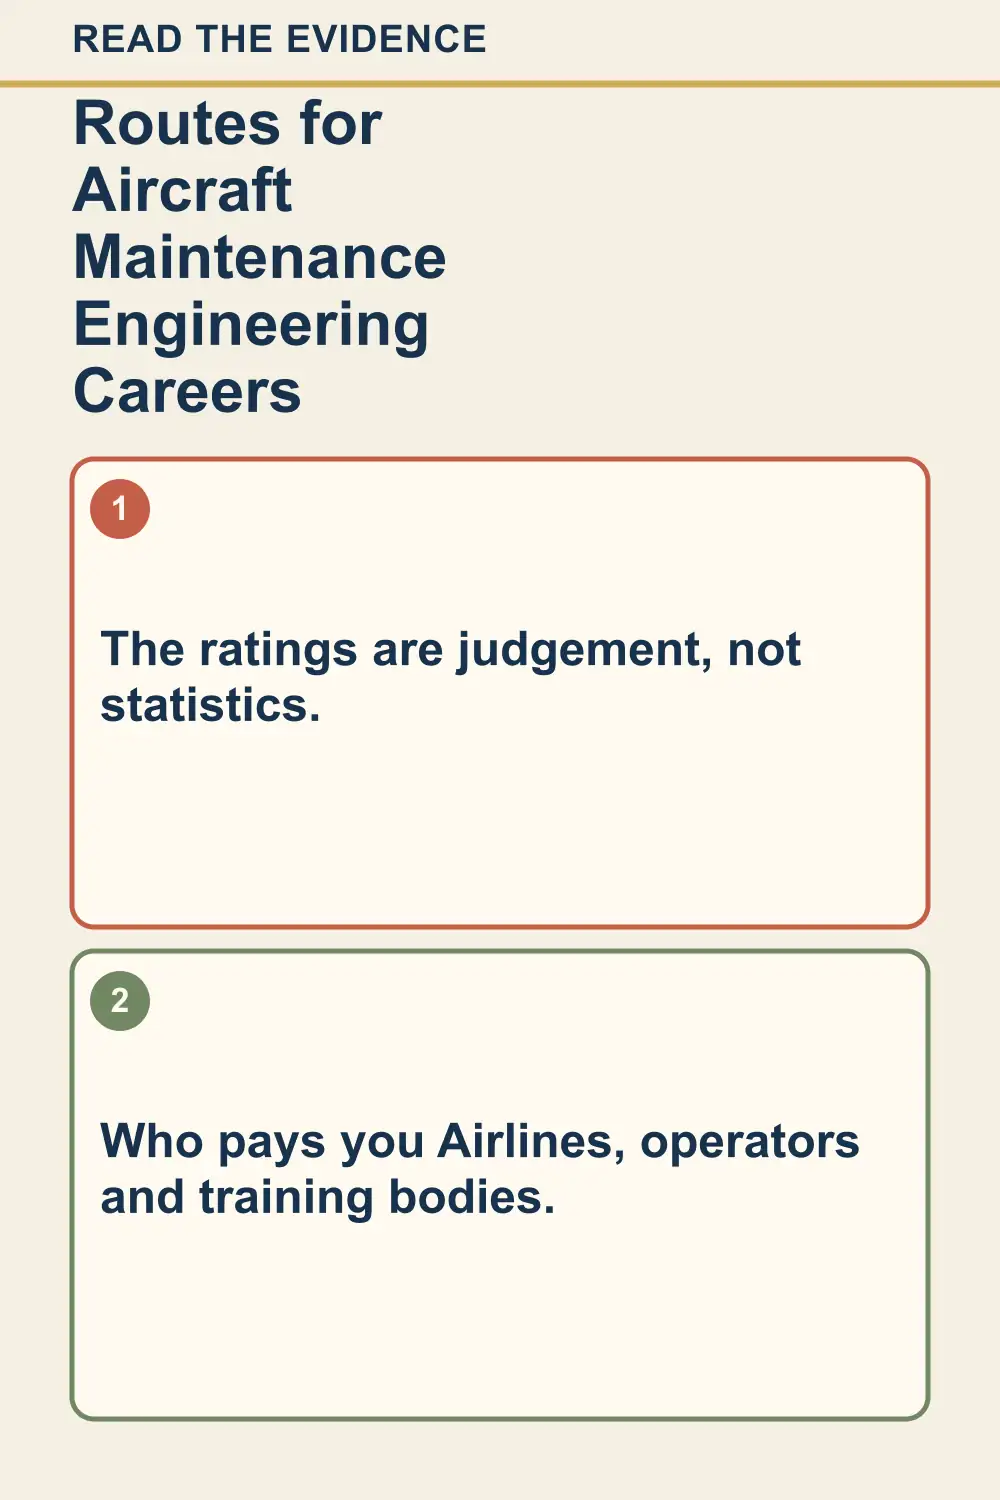 READ THE EVIDENCE
Routes for
Aircraft
Maintenance
Engineering
Careers
1
The ratings are judgement, not
statistics.
2
Who pays you Airlines, operators
and training bodies.